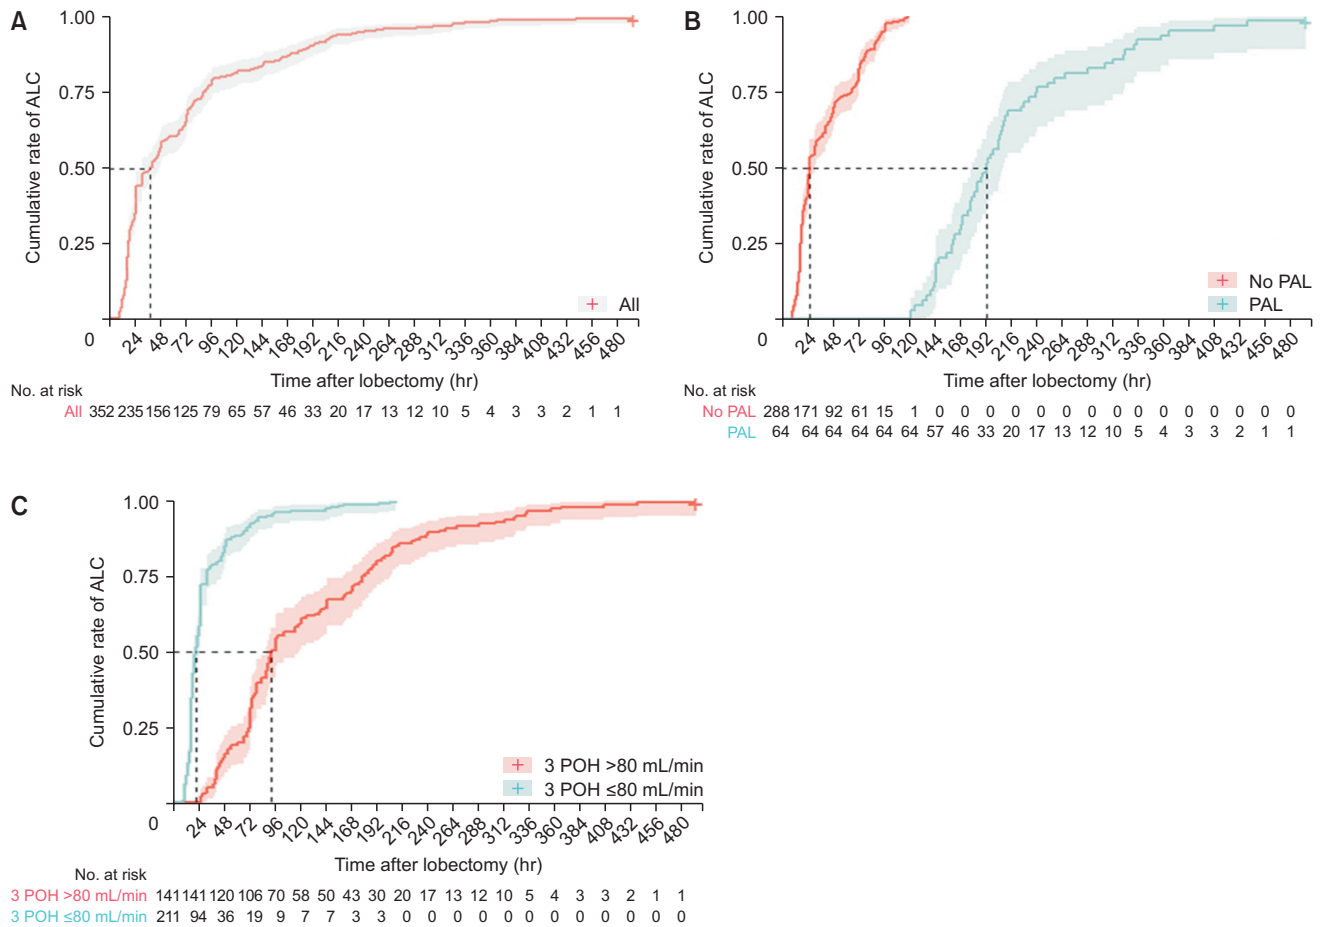 A
Cumulative rate of ALC
1.00
0.75
0.50
0.25
0
All
24 48 72 96 120 144 168 192 216 240 264 288 312 336 360 384 408 432 456 480
Time after lobectomy (hr)
No. at risk
All 352 235 156 125 79 65 57 46 33 20 17 13 12 10 5 4 3 3 2 1 1
B
Cumulative rate of ALC
1.00
0.75
0.50
0.25
0
No PAL
PAL
24 48 72 96 120 144 168 192 216 240 264 288 312 336 360 384 408 432 456 480
Time after lobectomy (hr)
No. at risk
No PAL 288 171 92 61 15 1 0 0 0 0 0 0 0 0 0 0 0 0 0 0 0
PAL 64 64 64 64 64 64 57 46 33 20 17 13 12 10 5 4 3 3 2 1 1
C
Cumulative rate of ALC
1.00
0.75
0.50
0.25
0
3 POH >80 mL/min
3 POH ≤80 mL/min
24 48 72 96 120 144 168 192 216 240 264 288 312 336 360 384 408 432 456 480
Time after lobectomy (hr)
No. at risk
3 POH >80 mL/min 141 141 120 106 70 58 50 43 30 20 17 13 12 10 5 4 3 3 2 1 1
3 POH ≤80 mL/min 211 94 36 19 9 7 7 3 3 0 0 0 0 0 0 0 0 0 0 0 0